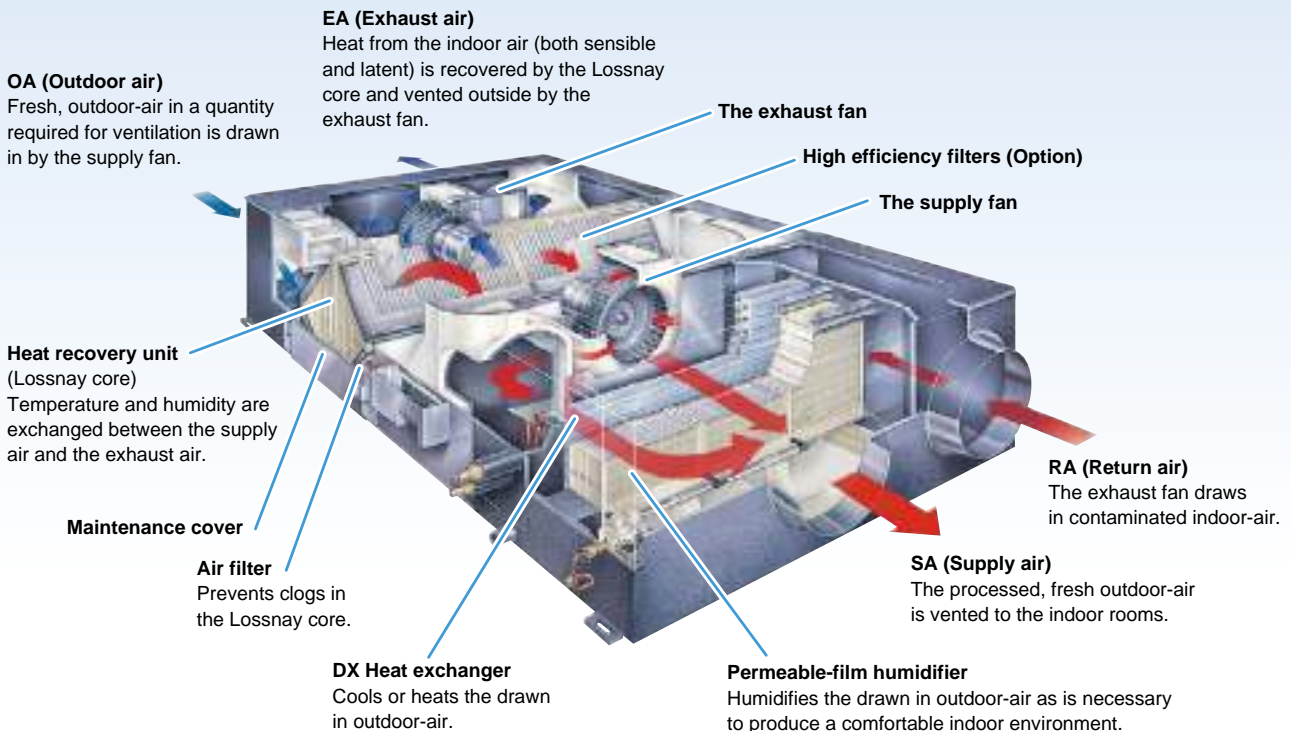 EA (Exhaust air)
Heat from the indoor air (both sensible
and latent) is recovered by the Lossnay
core and vented outside by the
exhaust fan.
OA (Outdoor air)
Fresh, outdoor-air in a quantity
required for ventilation is drawn
in by the supply fan.
The exhaust fan
High efficiency filters (Option)
The supply fan
Heat recovery unit
(Lossnay core)
Temperature and humidity are
exchanged between the supply
air and the exhaust air.
Maintenance cover
Air filter
Prevents clogs in
the Lossnay core.
RA (Return air)
The exhaust fan draws
in contaminated indoor-air.
SA (Supply air)
The processed, fresh outdoor-air
is vented to the indoor rooms.
DX Heat exchanger
Cools or heats the drawn
in outdoor-air.
Permeable-film humidifier
Humidifies the drawn in outdoor-air as is necessary
to produce a comfortable indoor environment.